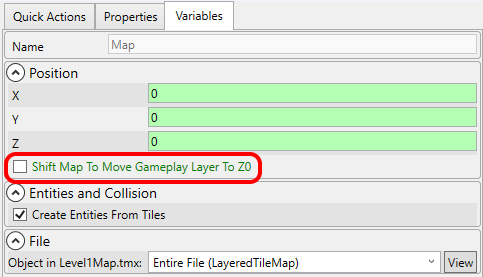 Quick Actions Properties Variables
Name Map
Position
X 0
Y 0
Z 0
Shift Map To Move Gameplay Layer To Z0
Entities and Collision
Create Entities From Tiles
File
Object in Level1Map.tmx: Entire File (LayeredTileMap) View